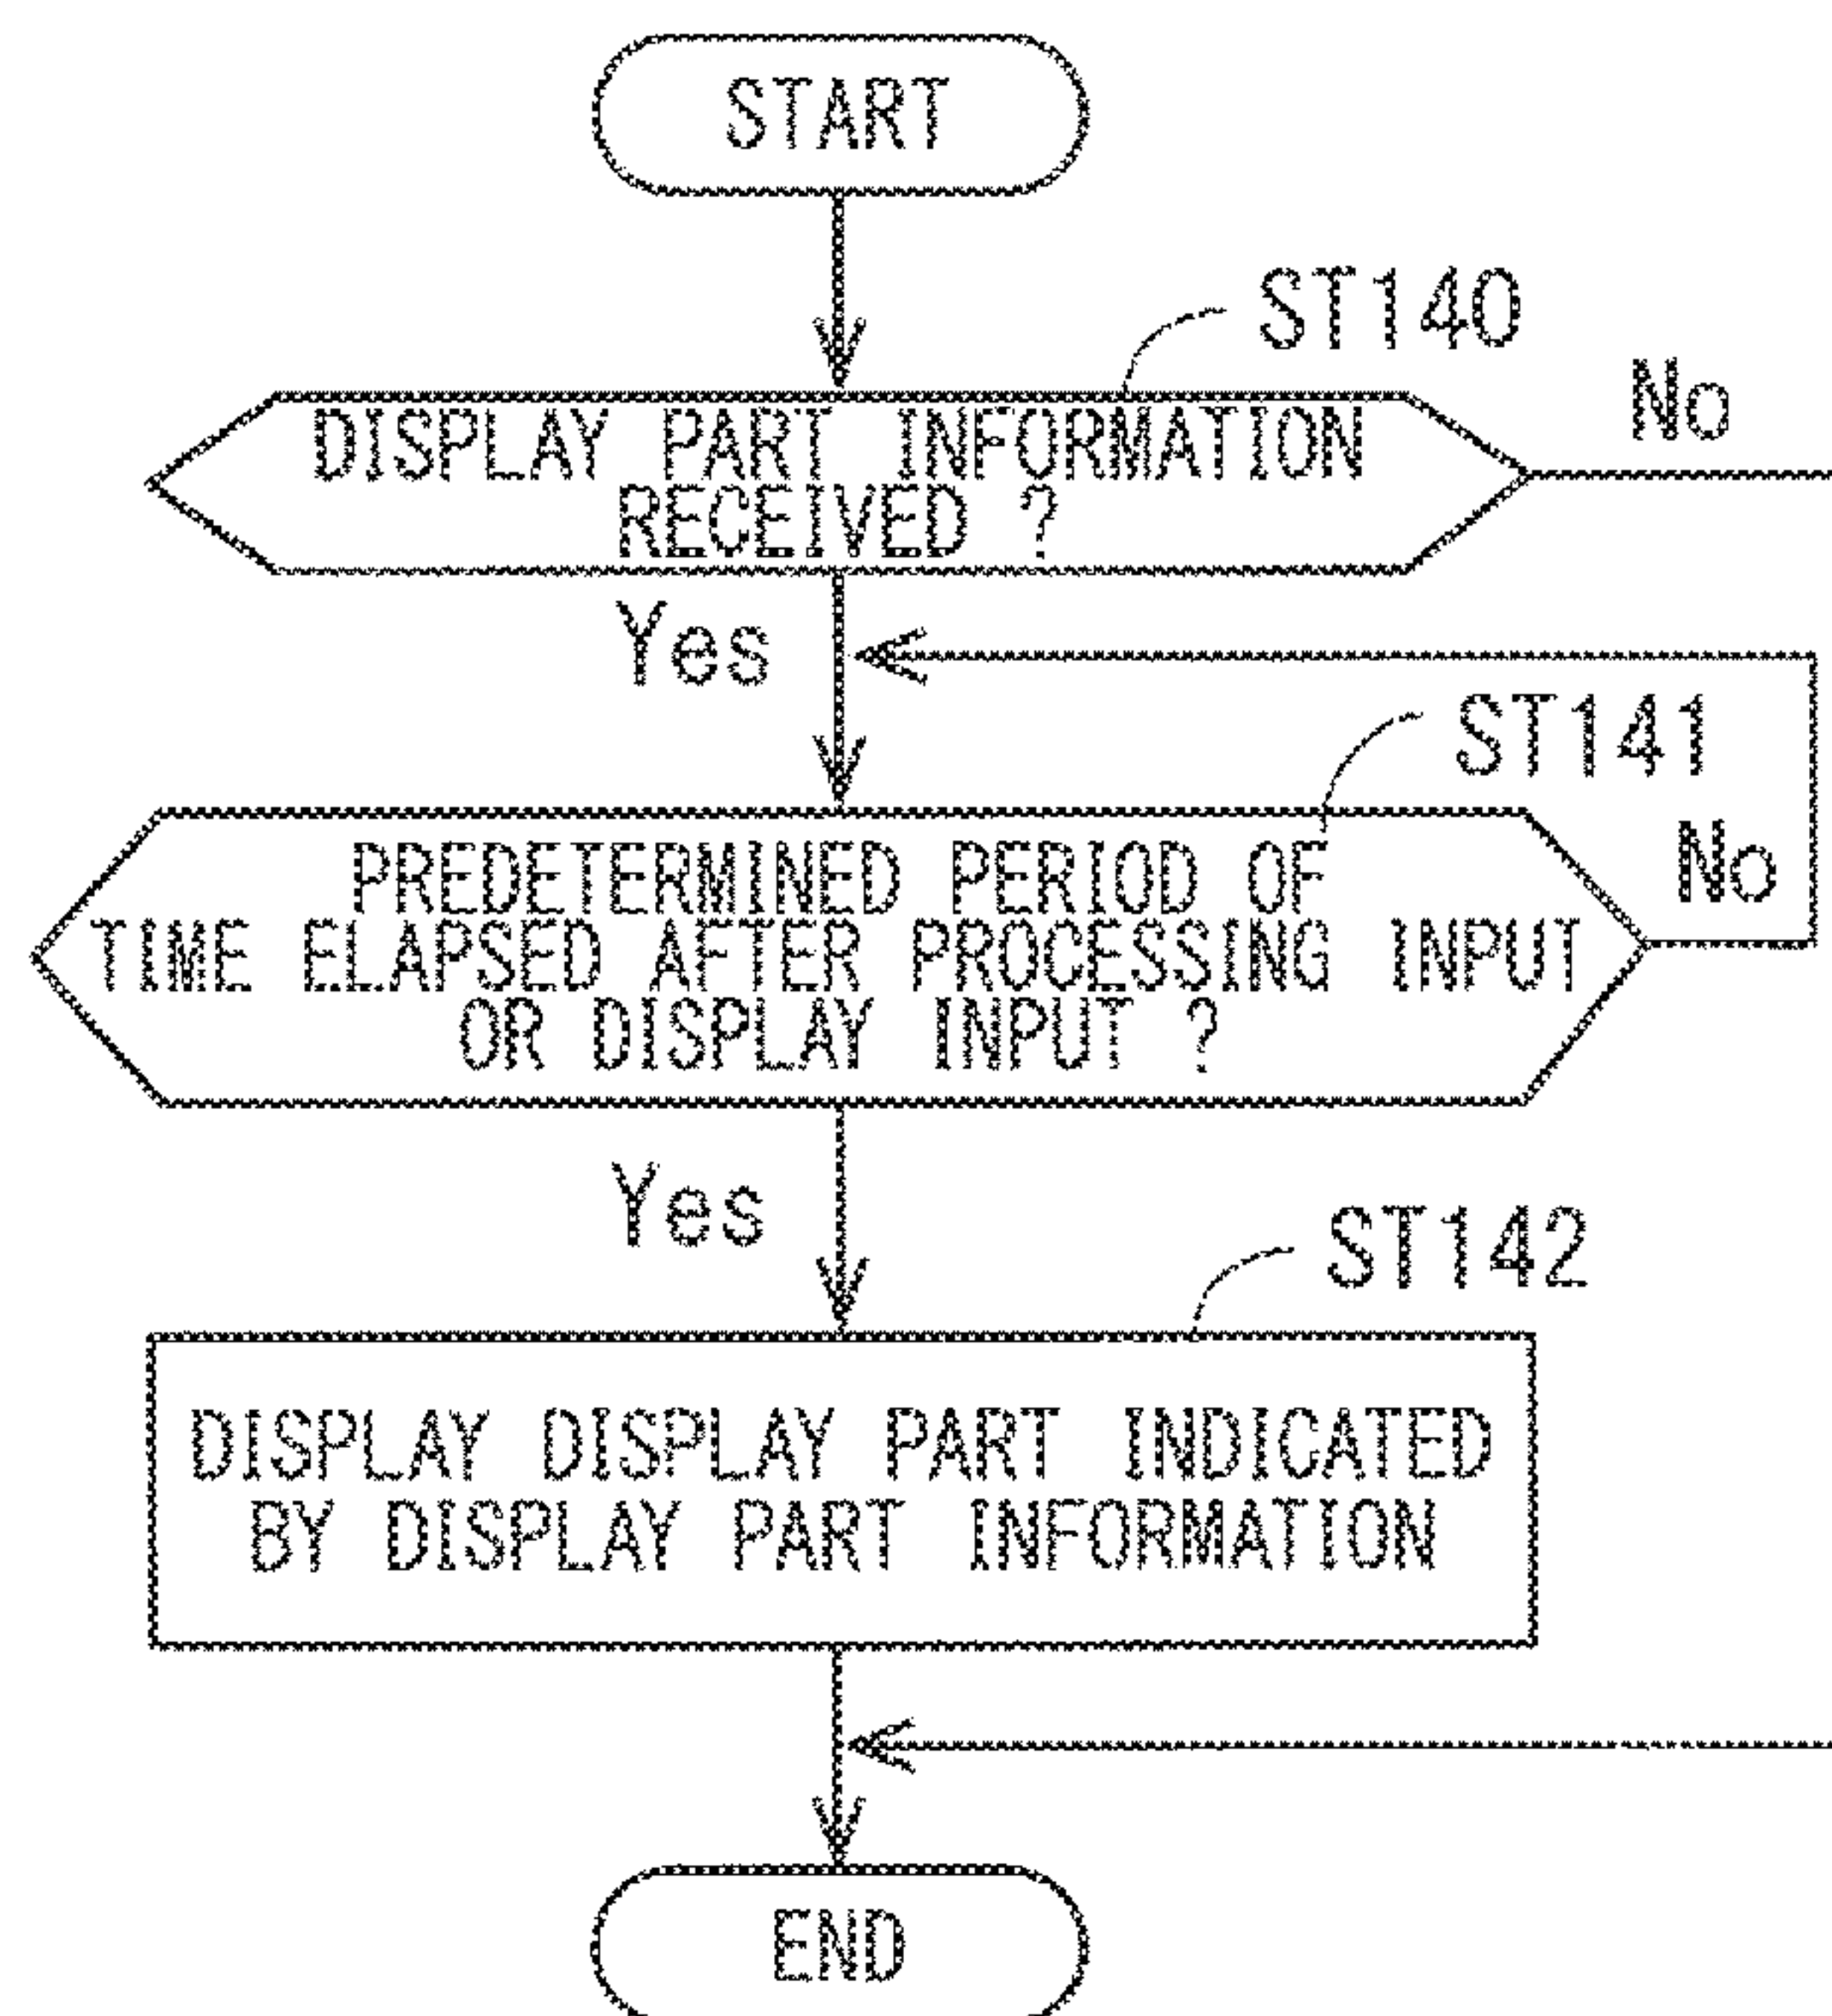 START
ST140
DISPLAY PART INFORMATION
RECEIVED ?
No
Yes
ST141
PREDETERMINED PERIOD OF
TIME ELAPSED AFTER PROCESSING INPUT
OR DISPLAY INPUT ?
No
Yes
ST142
DISPLAY DISPLAY PART INDICATED
BY DISPLAY PART INFORMATION
END